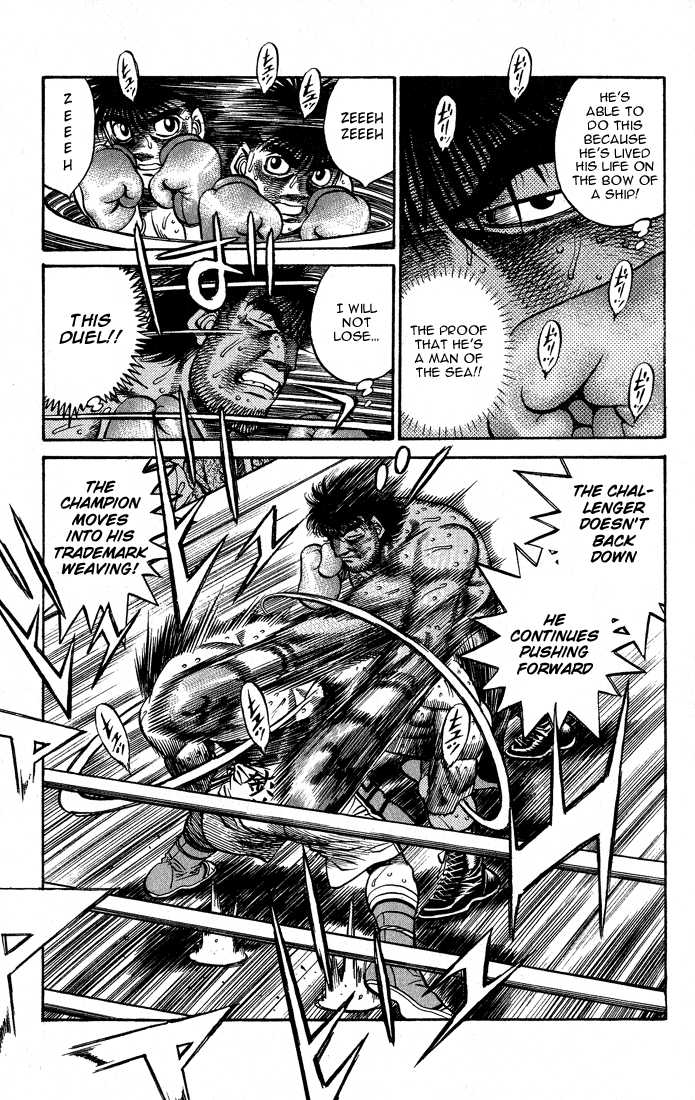 HE'S
ABLE TO
DO THIS
BECAUSE
HE'S LIVED
HIS LIFE ON
THE BOW OF
A SHIP!
THE PROOF
THAT HE'S
A MAN OF
THE SEA!!
ZEEEH
ZEEEH
ZEEEH
I WILL
NOT
LOSE...
THIS
DUEL!!
THE CHAL-
LENGER
DOESN'T
BACK
DOWN
HE
CONTINUES
PUSHING
FORWARD
THE
CHAMPION
MOVES
INTO HIS
TRADEMARK
WEAVING!